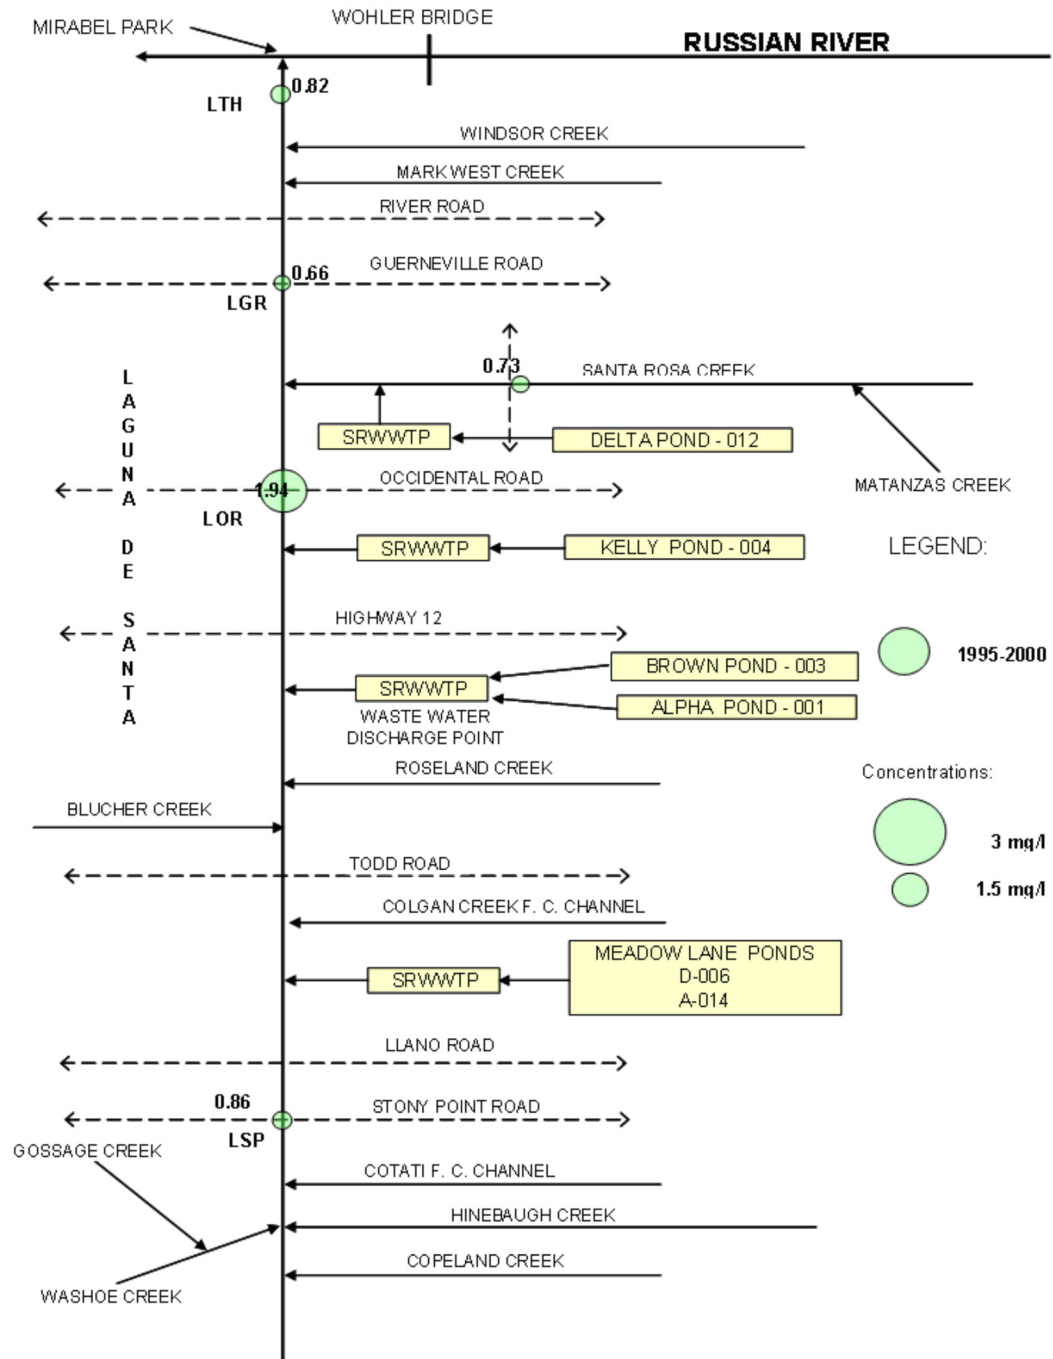 WOHLER BRIDGE
MIRABEL PARK
RUSSIAN RIVER
0.82
LTH
WINDSOR CREEK
MARK WEST CREEK
RIVER ROAD
GUERNEVILLE ROAD
0.66
LGR
0.73
SANTA ROSA CREEK
SRWWTP
DELTA POND - 012
OCCIDENTAL ROAD
MATANZAS CREEK
1.94
LOR
LAGUNA DE SANTA
SRWWTP
KELLY POND - 004
LEGEND:
HIGHWAY 12
1995-2000
BROWN POND - 003
SRWWTP
ALPHA POND - 001
WASTE WATER
DISCHARGE POINT
ROSELAND CREEK
Concentrations:
BLUCHER CREEK
3 mg/l
TODD ROAD
1.5 mg/l
COLGAN CREEK F. C. CHANNEL
MEADOW LANE PONDS
D-006
A-014
SRWWTP
LLANO ROAD
0.86
STONY POINT ROAD
LSP
GOSSAGE CREEK
COTATI F. C. CHANNEL
HINEBAUGH CREEK
COPELAND CREEK
WASHOE CREEK